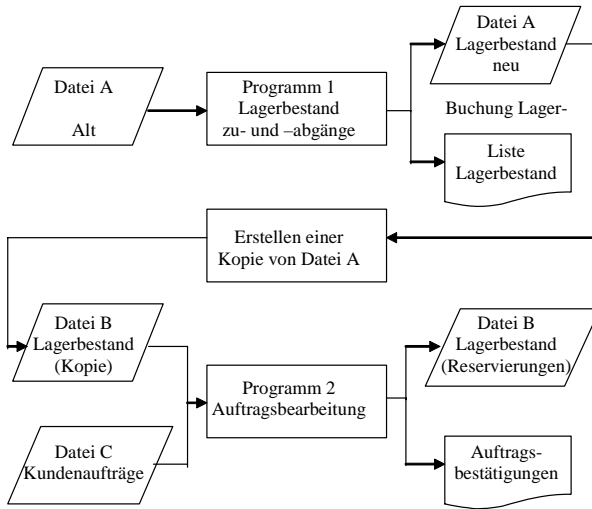 Datei A
Alt
Programm 1
Lagerbestand
zu- und –abgänge
Datei A
Lagerbestand
neu
Buchung Lager-
Liste
Lagerbestand
Erstellen einer
Kopie von Datei A
Datei B
Lagerbestand
(Kopie)
Datei C
Kundenaufträge
Programm 2
Auftragsbearbeitung
Datei B
Lagerbestand
(Reservierungen)
Auftrags-
bestätigungen